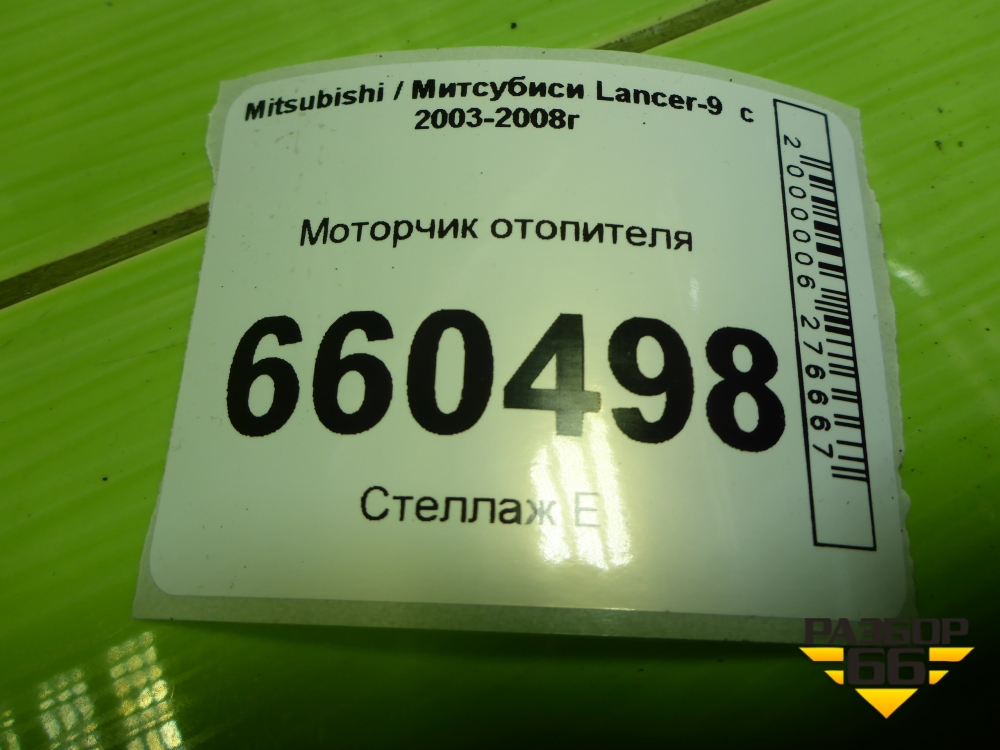 Mitsubishi / Митсубиси Lancer-9 с
2003-2008г
Моторчик отопителя
660498
Стеллаж Е
2000006276667
РАЗБОР
66